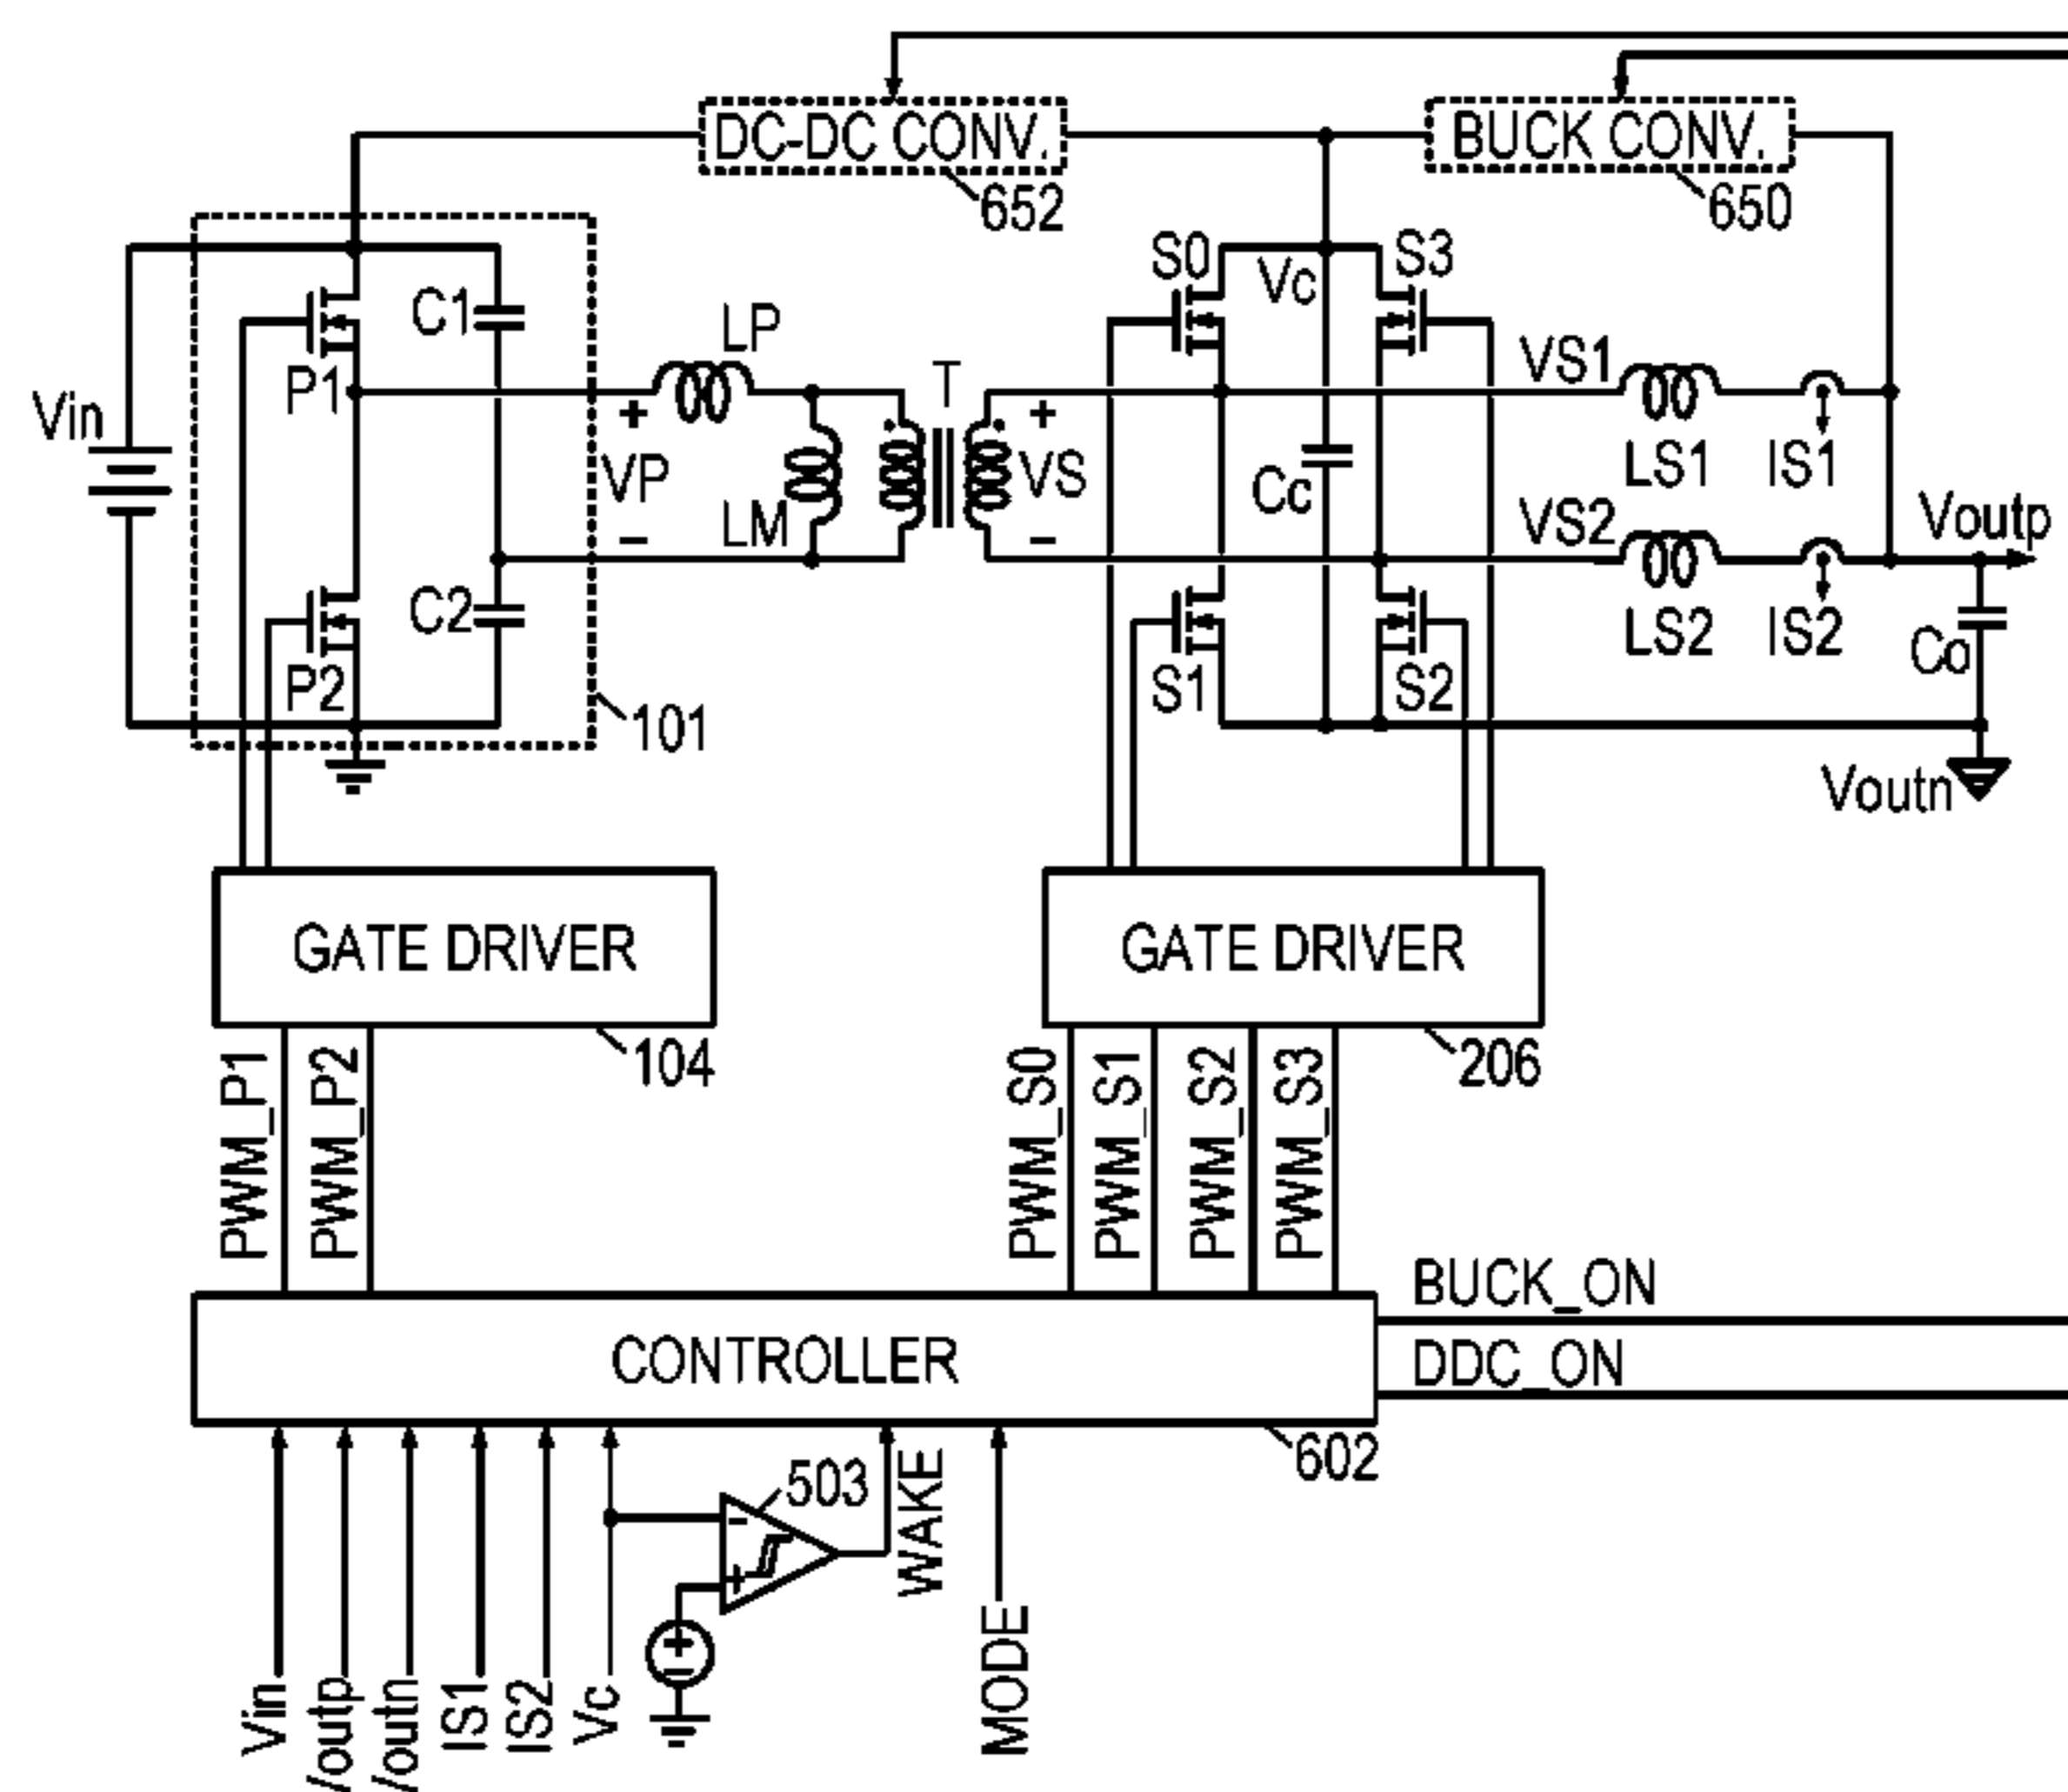 DC-DC CONV.
652
BUCK CONV.
650
Vin
P1
C1
P2
C2
101
LP
VP
+
−
LM
T
+
VS
−
S0
Vc
S3
Cc
S1
S2
VS1
LS1
IS1
VS2
LS2
IS2
Voutp
Co
Voutn
GATE DRIVER
104
GATE DRIVER
206
PWM_P1
PWM_P2
PWM_S0
PWM_S1
PWM_S2
PWM_S3
BUCK_ON
DDC_ON
CONTROLLER
602
503
-
+
+
−
WAKE
MODE
Vin
/outp
/outn
IS1
IS2
Vc